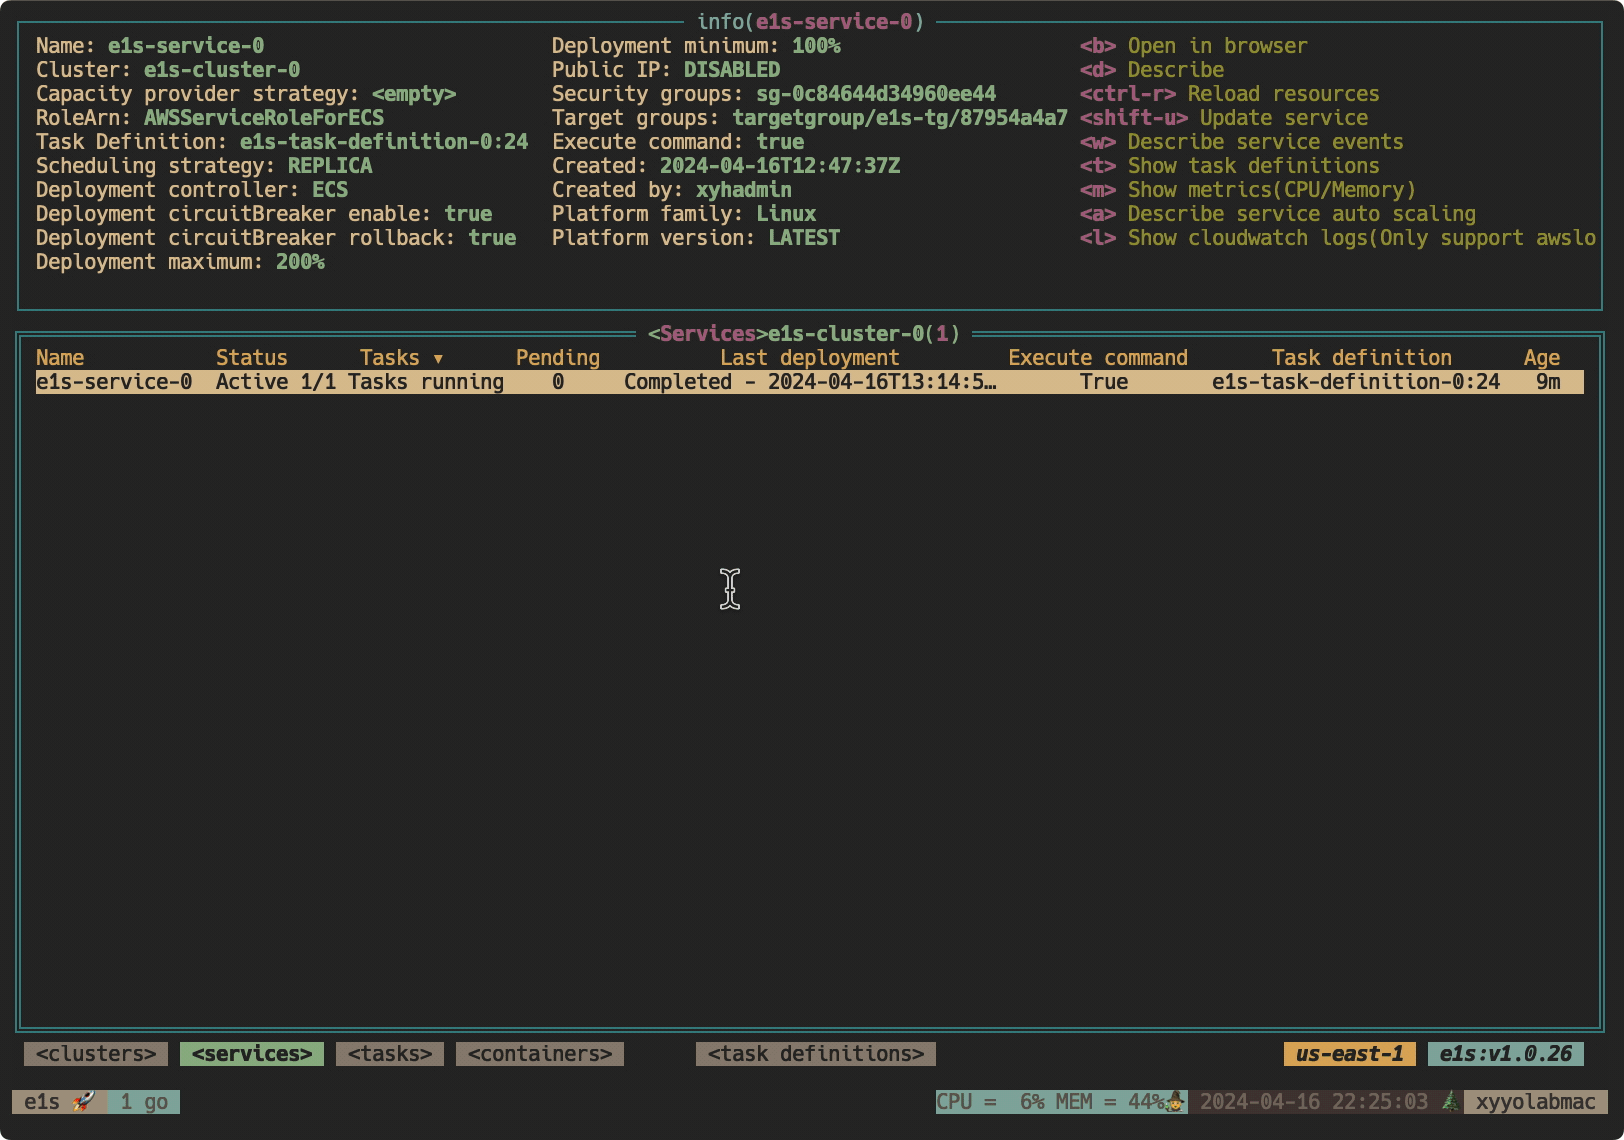 info(e1s-service-0)
Name: e1s-service-0 Deployment minimum: 100% <b> Open in browser
Cluster: e1s-cluster-0 Public IP: DISABLED <d> Describe
Capacity provider strategy: <empty> Security groups: sg-0c84644d34960ee44 <ctrl-r> Reload resources
RoleArn: AWSServiceRoleForECS Target groups: targetgroup/e1s-tg/87954a4a7 <shift-u> Update service
Task Definition: e1s-task-definition-0:24 Execute command: true <w> Describe service events
Scheduling strategy: REPLICA Created: 2024-04-16T12:47:37Z <t> Show task definitions
Deployment controller: ECS Created by: xyhadmin <m> Show metrics(CPU/Memory)
Deployment circuitBreaker enable: true Platform family: Linux <a> Describe service auto scaling
Deployment circuitBreaker rollback: true Platform version: LATEST <l> Show cloudwatch logs(Only support awslo
Deployment maximum: 200%
<Services>e1s-cluster-0(1)
Name Status Tasks ▼ Pending Last deployment Execute command Task definition Age
e1s-service-0 Active 1/1 Tasks running 0 Completed - 2024-04-16T13:14:5… True e1s-task-definition-0:24 9m
<clusters> <services> <tasks> <containers> <task definitions> us-east-1 e1s:v1.0.26
e1s 🚀 1 go CPU = 6% MEM = 44% 2024-04-16 22:25:03 🌲 xyyolabmac